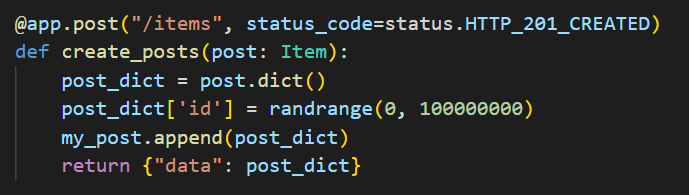 @app.post("/items", status_code=status.HTTP_201_CREATED)
def create_posts(post: Item):
    post_dict = post.dict()
    post_dict['id'] = randrange(0, 100000000)
    my_post.append(post_dict)
    return {"data": post_dict}